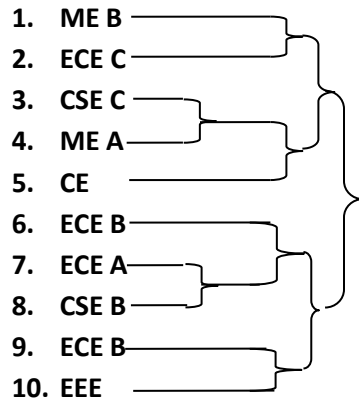 1. ME B
2. ECE C
3. CSE C
4. ME A
5. CE
6. ECE B
7. ECE A
8. CSE B
9. ECE B
10. EEE